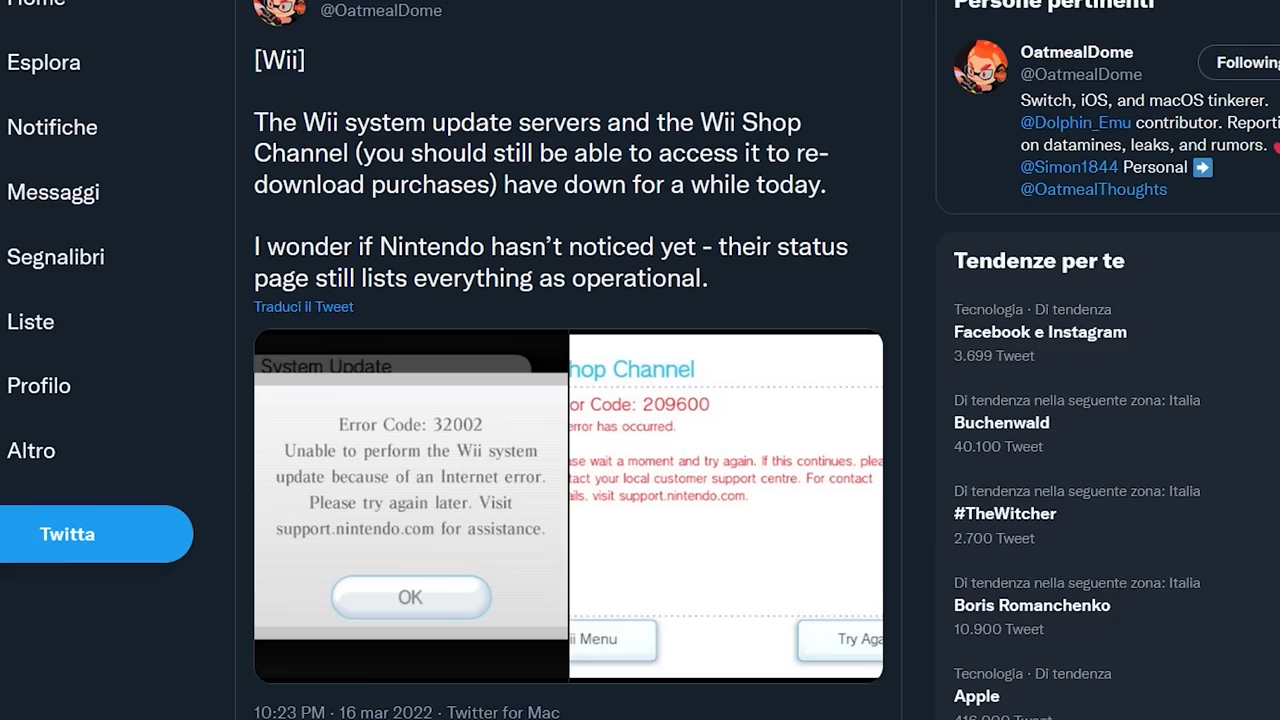 Home
Esplora
Notifiche
Messaggi
Segnalibri
Liste
Profilo
Altro
Twitta
@OatmealDome
[Wii]
The Wii system update servers and the Wii Shop
Channel (you should still be able to access it to re-
download purchases) have down for a while today.
I wonder if Nintendo hasn't noticed yet - their status
page still lists everything as operational.
Traduci il Tweet
System Update
Error Code: 32002
Unable to perform the Wii system
update because of an Internet error.
Please try again later. Visit
support.nintendo.com for assistance.
OK
hop Channel
or Code: 209600
error has occurred.
se wait a moment and try again. If this continues, plea
tact your local customer support centre. For contact
ails, visit support.nintendo.com.
ii Menu
Try Aga
10:23 PM · 16 mar 2022 · Twitter for Mac
Persone pertinenti
OatmealDome
@OatmealDome
Following
Switch, iOS, and macOS tinkerer.
@Dolphin_Emu contributor. Reporti
on datamines, leaks, and rumors.
@Simon1844 Personal
@OatmealThoughts
Tendenze per te
Tecnologia · Di tendenza
Facebook e Instagram
3.699 Tweet
Di tendenza nella seguente zona: Italia
Buchenwald
40.100 Tweet
Di tendenza nella seguente zona: Italia
#TheWitcher
2.700 Tweet
Di tendenza nella seguente zona: Italia
Boris Romanchenko
10.900 Tweet
Tecnologia · Di tendenza
Apple
416.000 Tweet